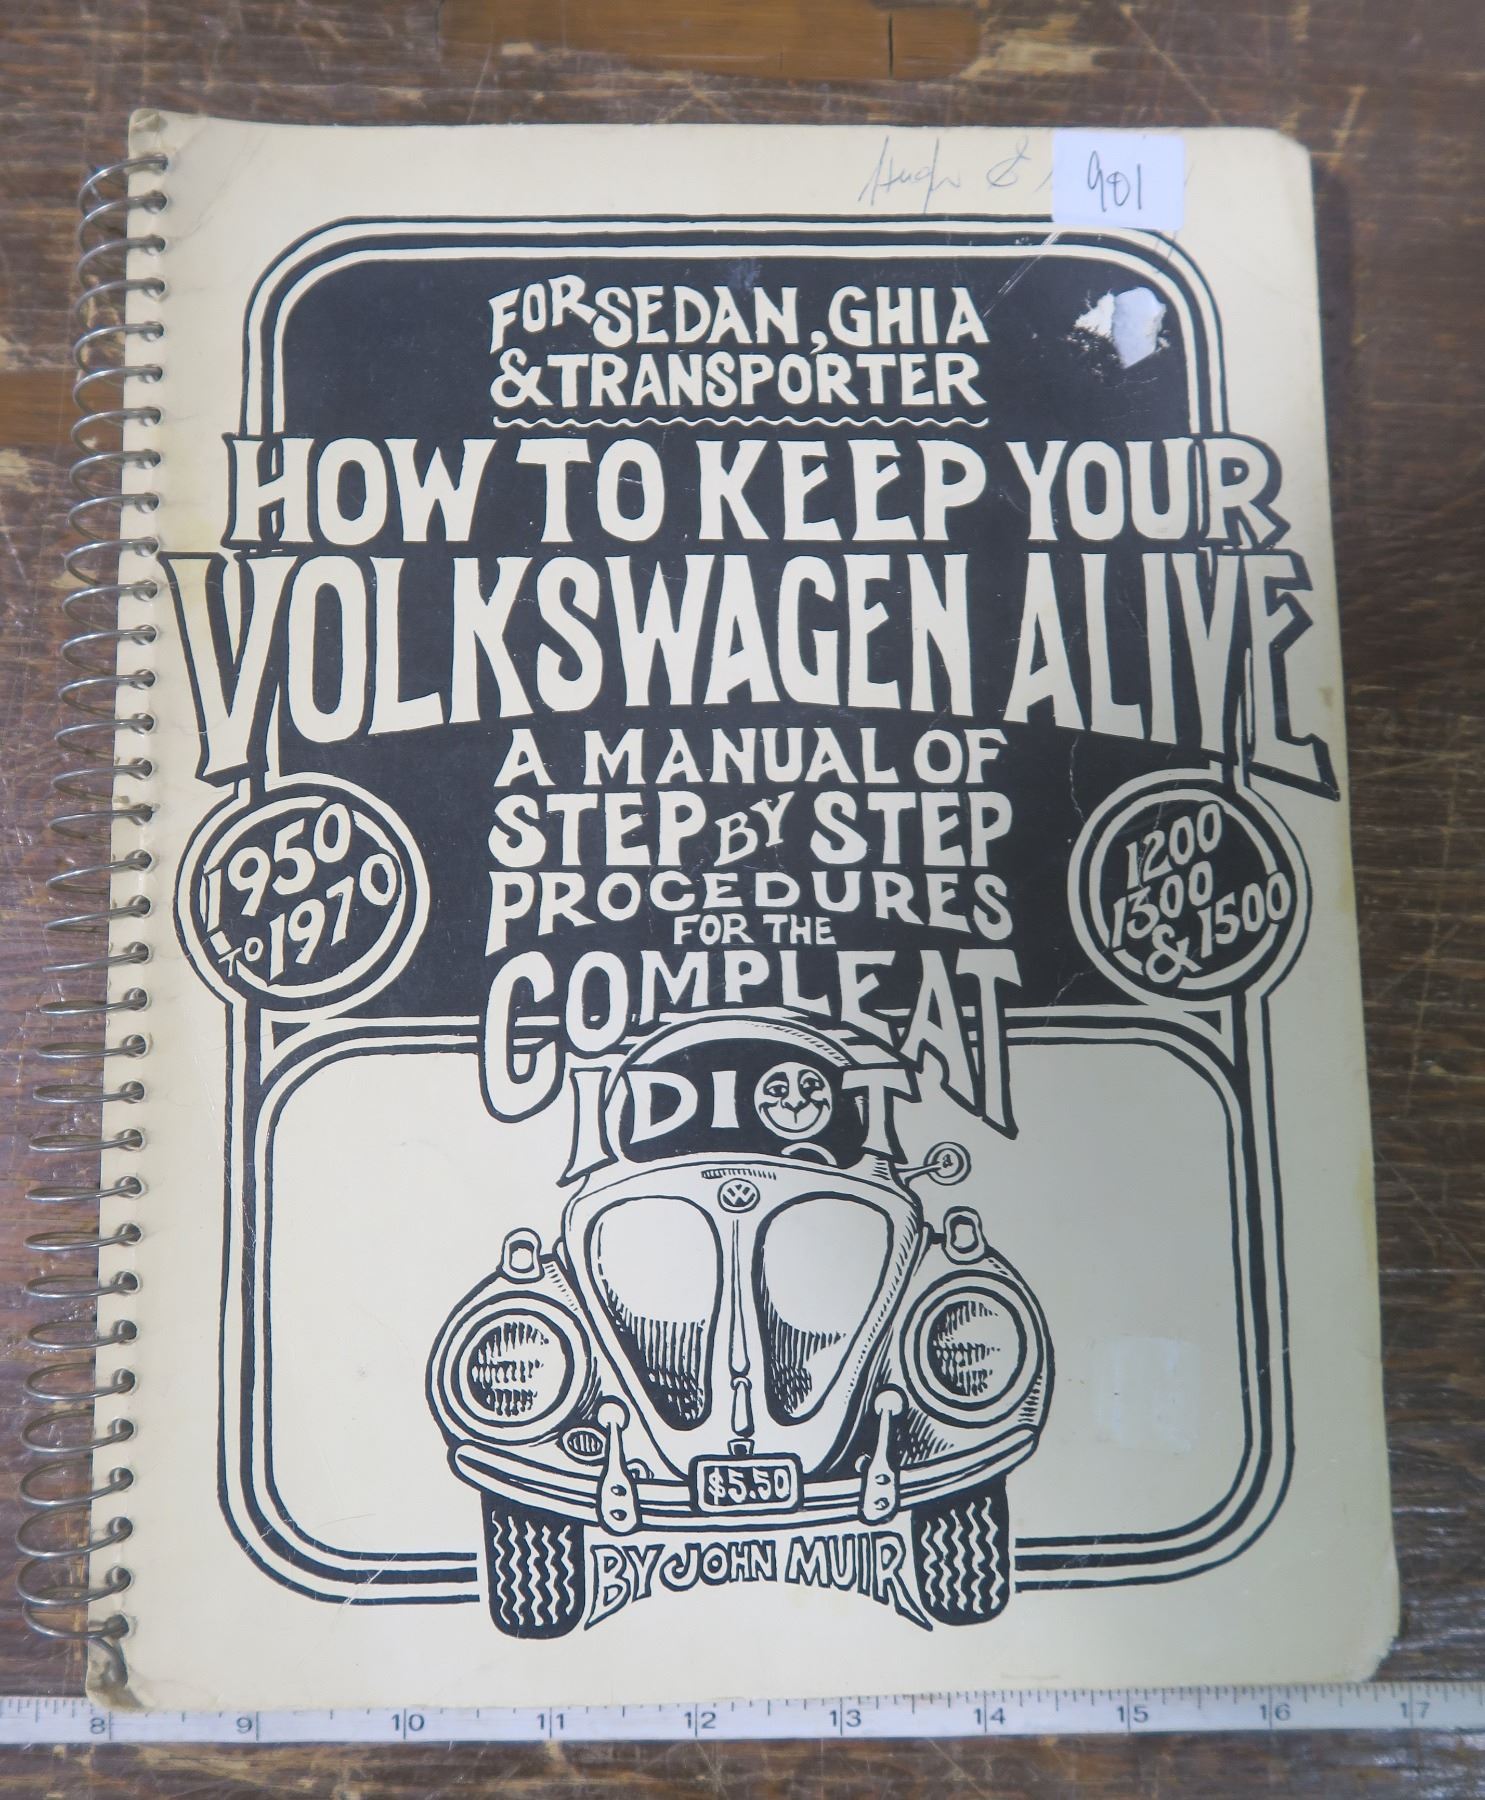 Hugh &
901
FOR SEDAN, GHIA
& TRANSPORTER
HOW TO KEEP YOUR
VOLKSWAGEN ALIVE
A MANUAL OF
STEP BY STEP
PROCEDURES
FOR THE
COMPLEAT
IDIOT
1950
TO 1970
1200
1300
& 1500
VW
$5.50
BY JOHN MUIR
8 9 10 11 12 13 14 15 16 17